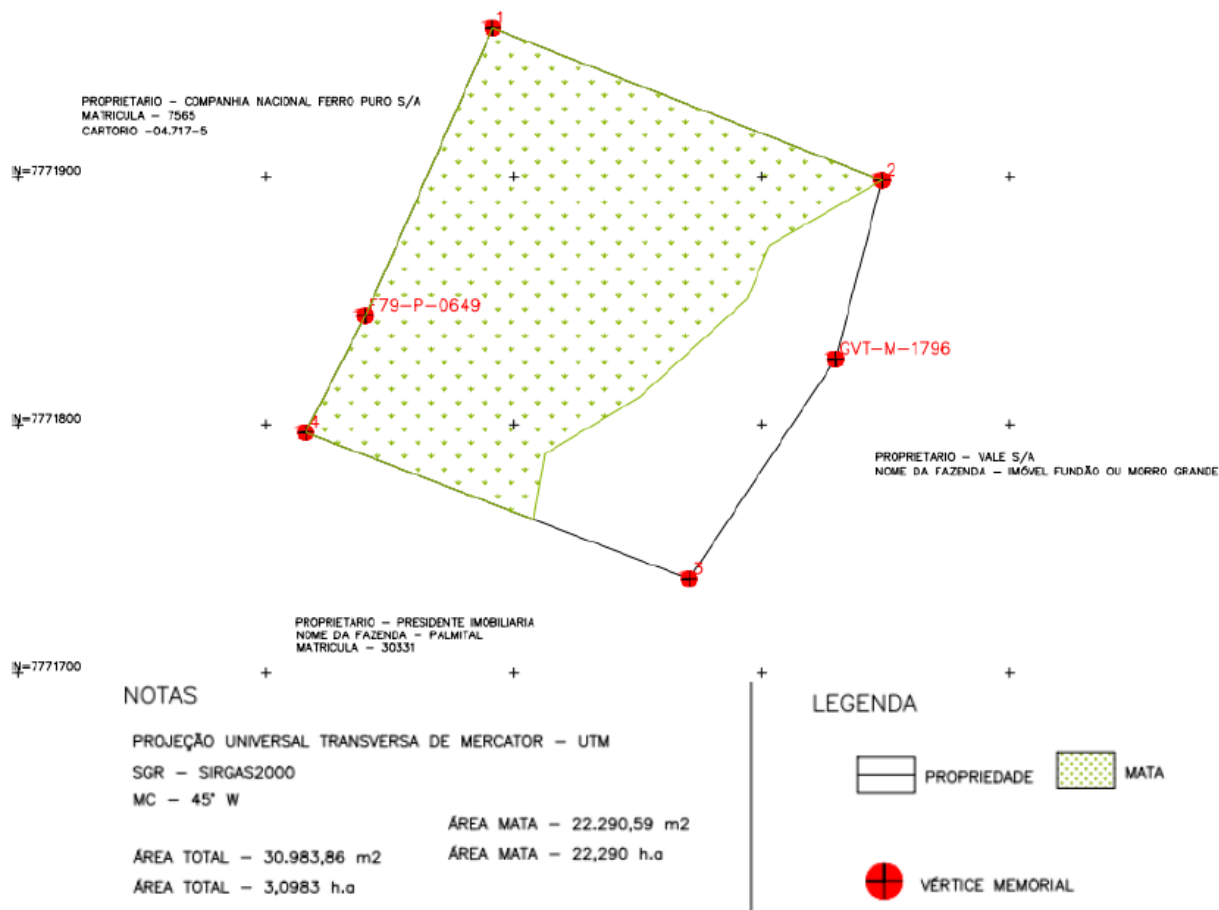 1
PROPRIETARIO – COMPANHIA NACIONAL FERRO PURO S/A
MATRICULA – 7565
CARTORIO –04.717–5
N=7771900
2
F79–P–0649
GVT–M–1796
N=7771800
4
PROPRIETARIO – VALE S/A
NOME DA FAZENDA – IMÓVEL FUNDÃO OU MORRO GRANDE
3
PROPRIETARIO – PRESIDENTE IMOBILIARIA
NOME DA FAZENDA – PALMITAL
MATRICULA – 30331
N=7771700
NOTAS
PROJEÇÃO UNIVERSAL TRANSVERSA DE MERCATOR – UTM
SGR – SIRGAS2000
MC – 45° W
ÁREA MATA – 22.290,59 m2
ÁREA TOTAL – 30.983,86 m2
ÁREA MATA – 22,290 h.a
ÁREA TOTAL – 3,0983 h.a
LEGENDA
PROPRIEDADE
MATA
VÉRTICE MEMORIAL